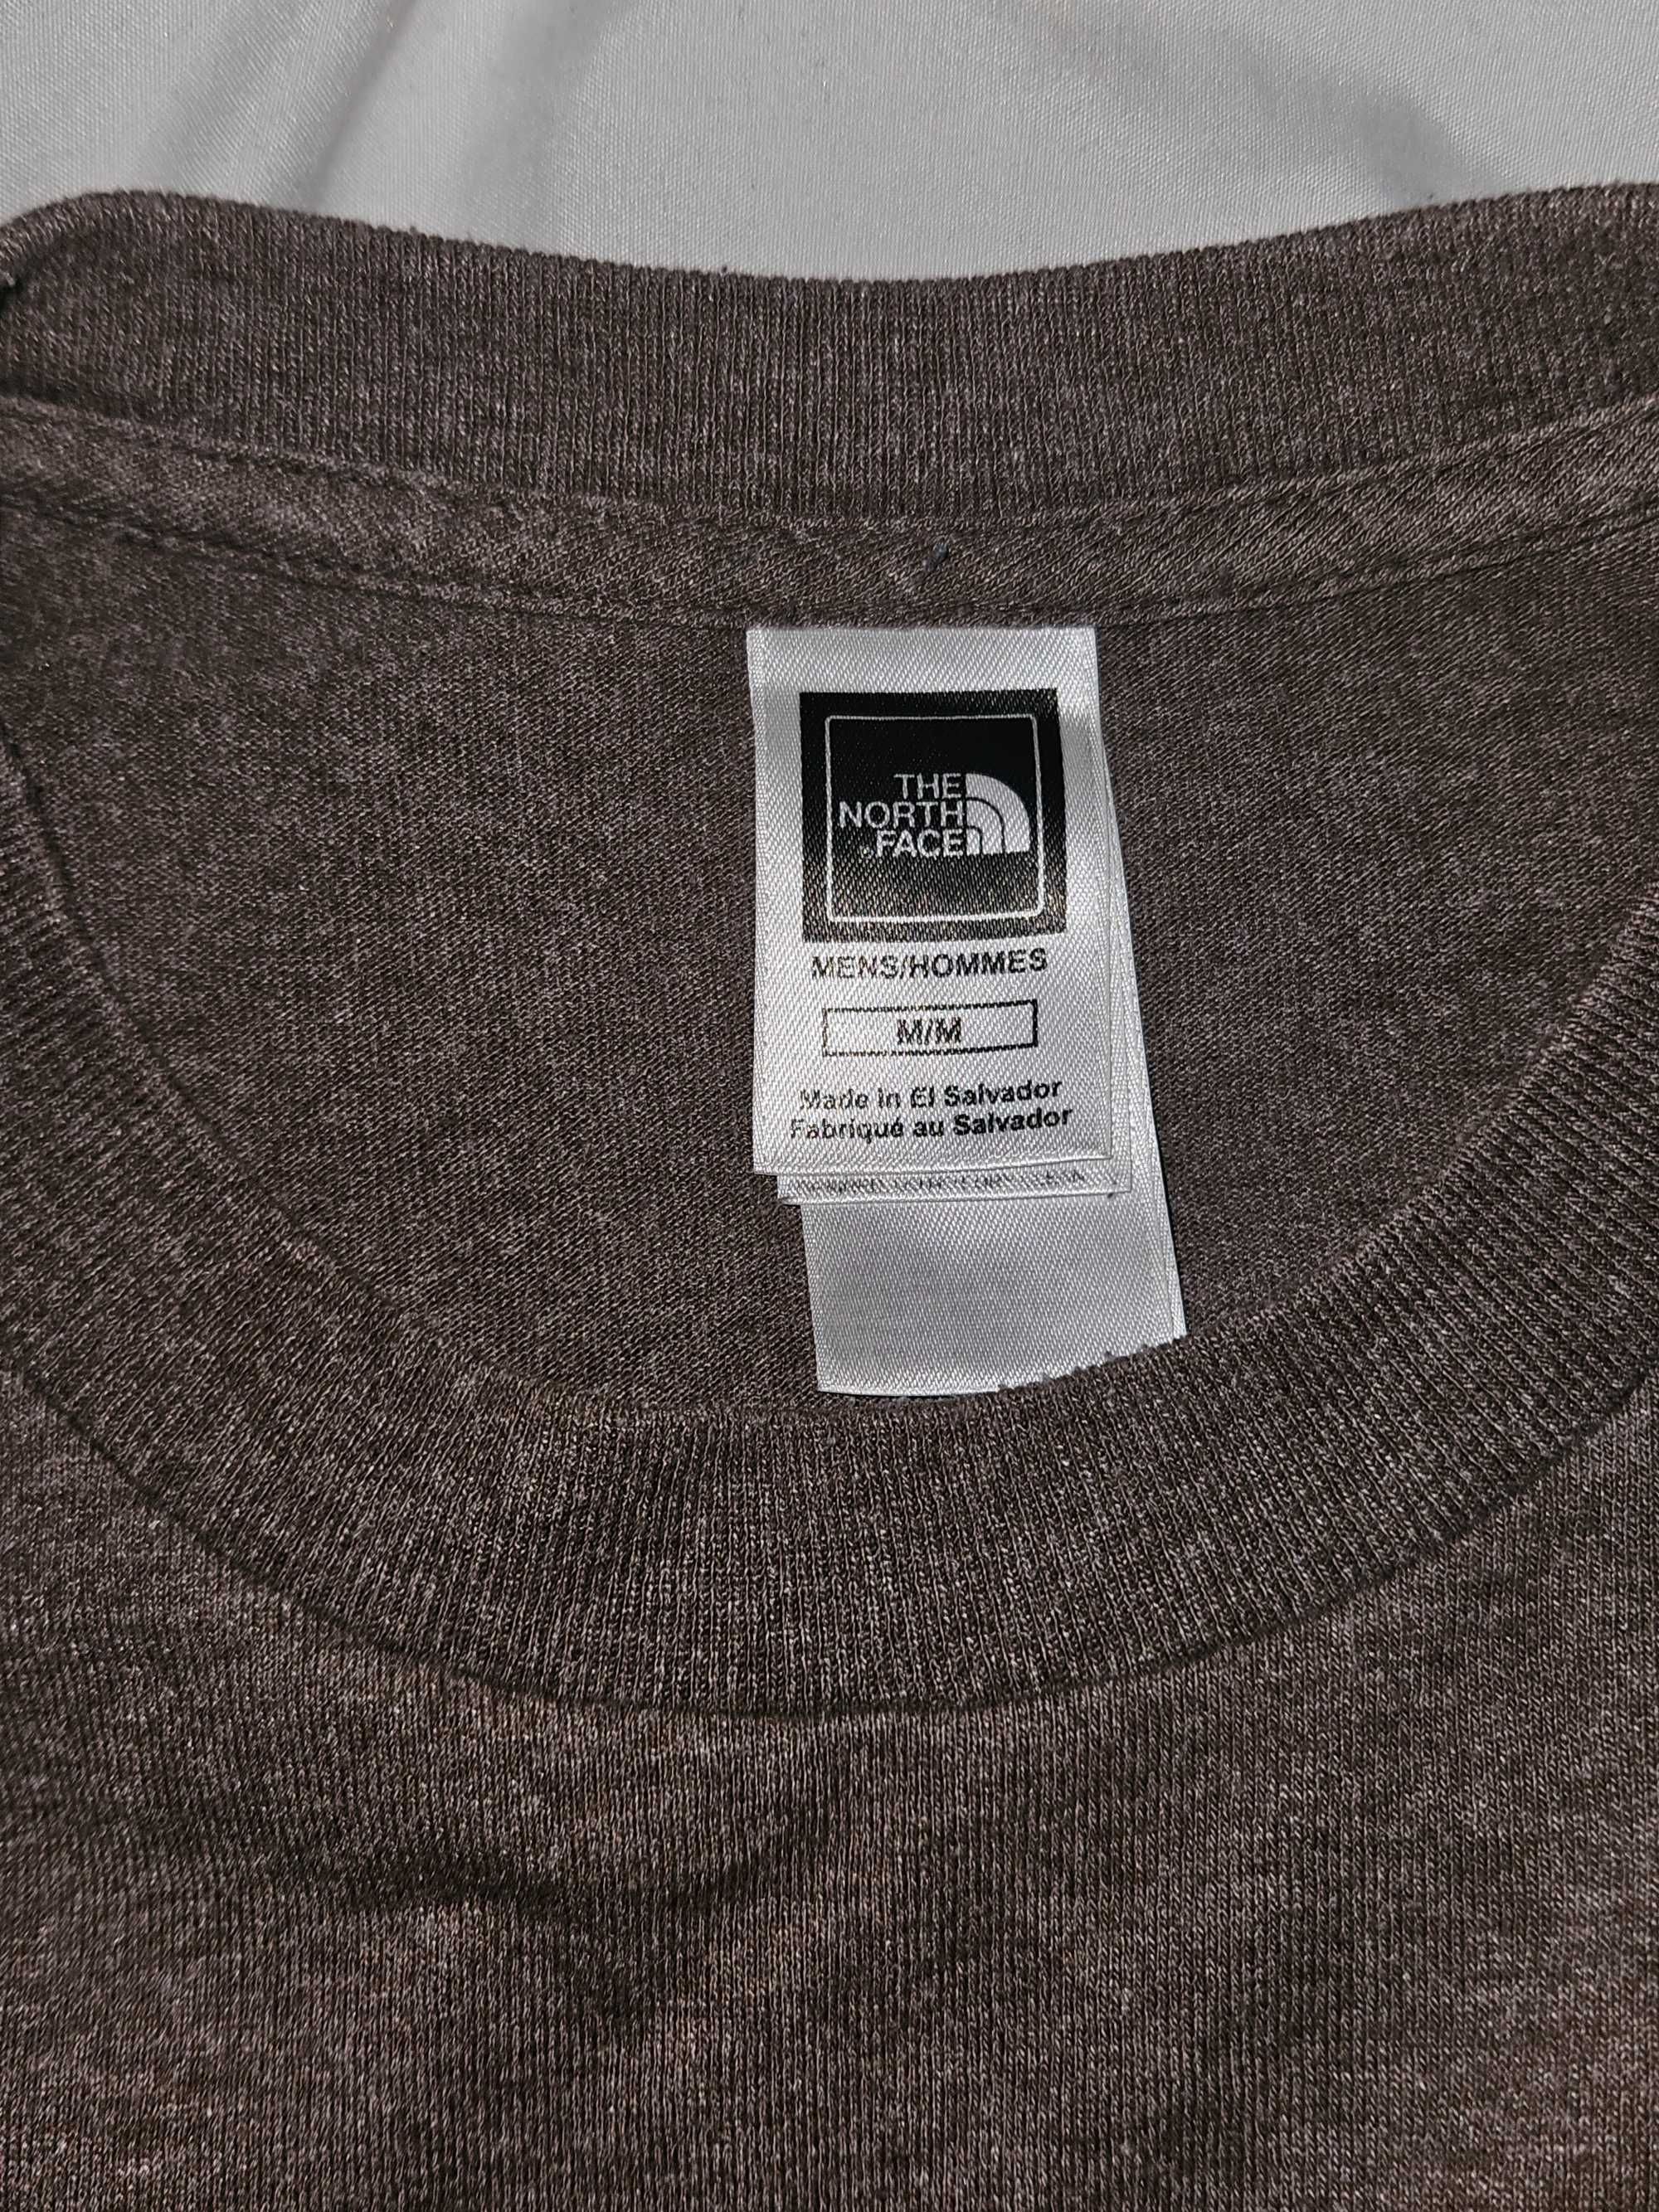 THE
NORTH
FACE
MENS/HOMMES
M/M
Made in El Salvador
Fabriqué au Salvador